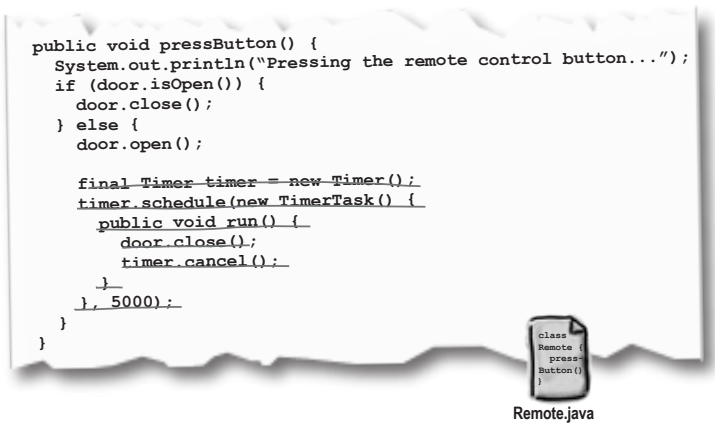 public void pressButton() {
  System.out.println(“Pressing the remote control button...”);
  if (door.isOpen()) {
    door.close();
  } else {
    door.open();

    final Timer timer = new Timer();
    timer.schedule(new TimerTask() {
      public void run() {
        door.close();
        timer.cancel();
      }
    }, 5000);
  }
}
class
Remote {
press-
Button()
}
Remote.java